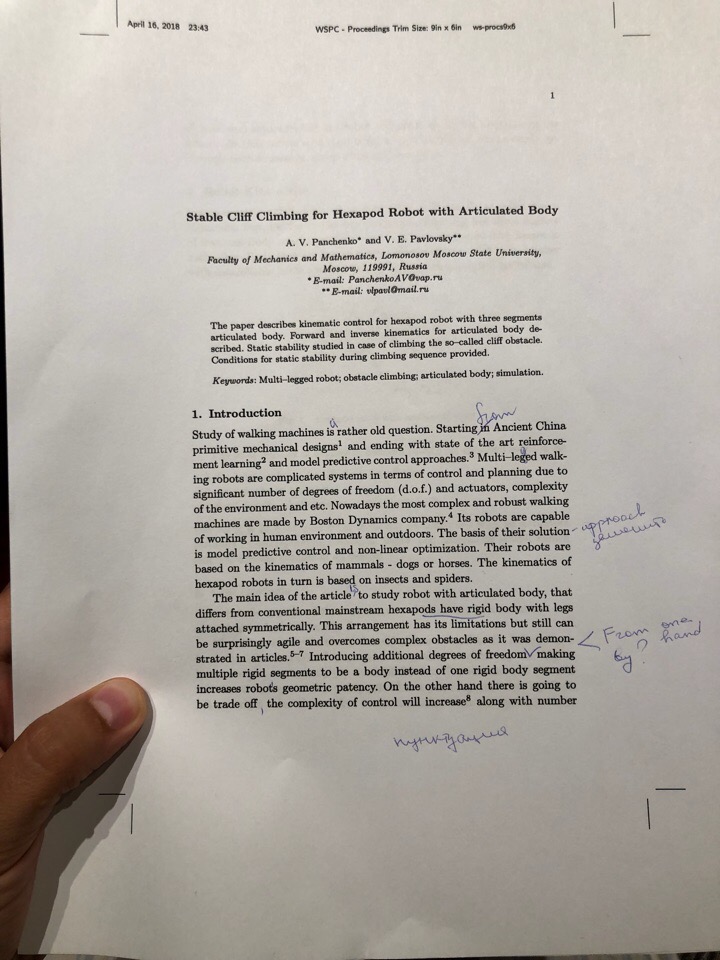 April 16, 2018 23:43 WSPC - Proceedings Trim Size: 9in x 6in ws-procs9x6
1
Stable Cliff Climbing for Hexapod Robot with Articulated Body
A. V. Panchenko* and V. E. Pavlovsky**
Faculty of Mechanics and Mathematics, Lomonosov Moscow State University,
Moscow, 119991, Russia
* E-mail: PanchenkoAV@vap.ru
** E-mail: vlpavl@mail.ru
The paper describes kinematic control for hexapod robot with three segments
articulated body. Forward and inverse kinematics for articulated body de-
scribed. Static stability studied in case of climbing the so-called cliff obstacle.
Conditions for static stability during climbing sequence provided.
Keywords: Multi-legged robot; obstacle climbing; articulated body; simulation.
1. Introduction
a from
Study of walking machines is rather old question. Starting in Ancient China
primitive mechanical designs1 and ending with state of the art reinforce-
ment learning2 and model predictive control approaches.3 Multi–leged walk-
g
ing robots are complicated systems in terms of control and planning due to
significant number of degrees of freedom (d.o.f.) and actuators, complexity
of the environment and etc. Nowadays the most complex and robust walking
machines are made by Boston Dynamics company.4 Its robots are capable
of working in human environment and outdoors. The basis of their solution
- approach
заменить
is model predictive control and non-linear optimization. Their robots are
based on the kinematics of mammals - dogs or horses. The kinematics of
hexapod robots in turn is based on insects and spiders.
is
The main idea of the article to study robot with articulated body, that
differs from conventional mainstream hexapods have rigid body with legs
attached symmetrically. This arrangement has its limitations but still can
be surprisingly agile and overcomes complex obstacles as it was demon-
From one hand
by?
strated in articles.5–7 Introducing additional degrees of freedom making
multiple rigid segments to be a body instead of one rigid body segment
increases robots geometric patency. On the other hand there is going to
be trade off , the complexity of control will increase8 along with number
пунктуация